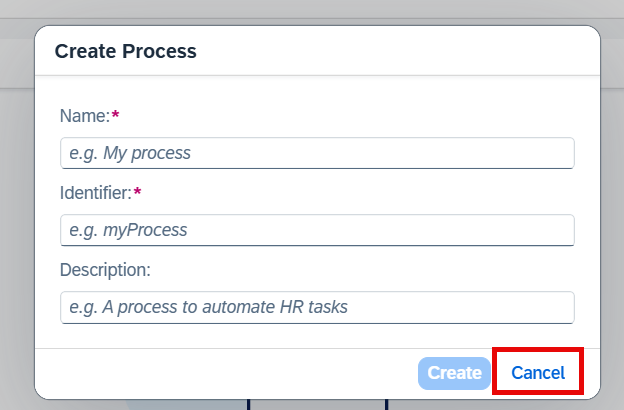 Create Process
Name:*
e.g. My process
Identifier:*
e.g. myProcess
Description:
e.g. A process to automate HR tasks
Create Cancel